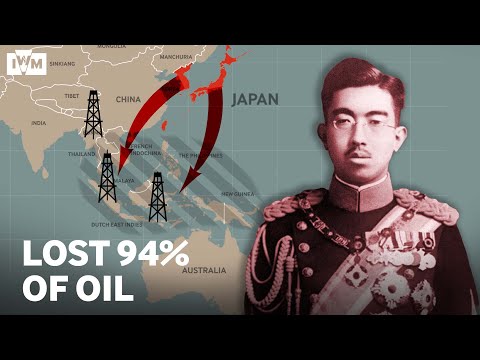 IWM
MONGOLIA
MANCHURIA
SINKIANG
TIBET
CHINA
JAPAN
INDIA
FRENCH
INDOCHINA
THAILAND
THE PHILIPPINES
MALAYA
NEW GUINEA
DUTCH EAST INDIES
AUSTRALIA
LOST 94%
OF OIL